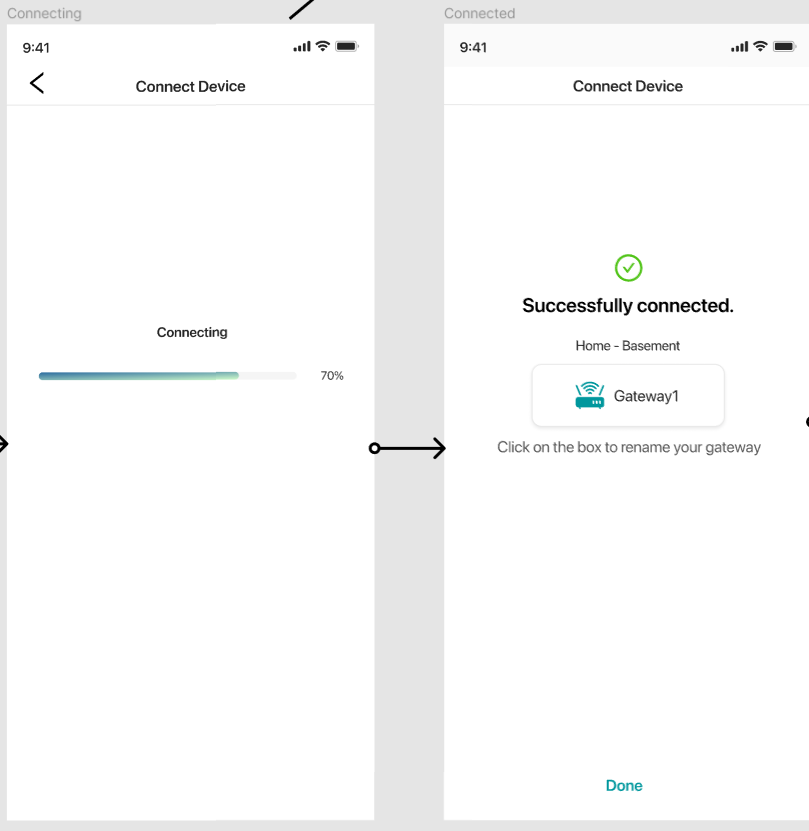 Connecting
9:41
Connect Device
Connecting
70%
Connected
9:41
Connect Device
Successfully connected.
Home - Basement
Gateway1
Click on the box to rename your gateway
Done